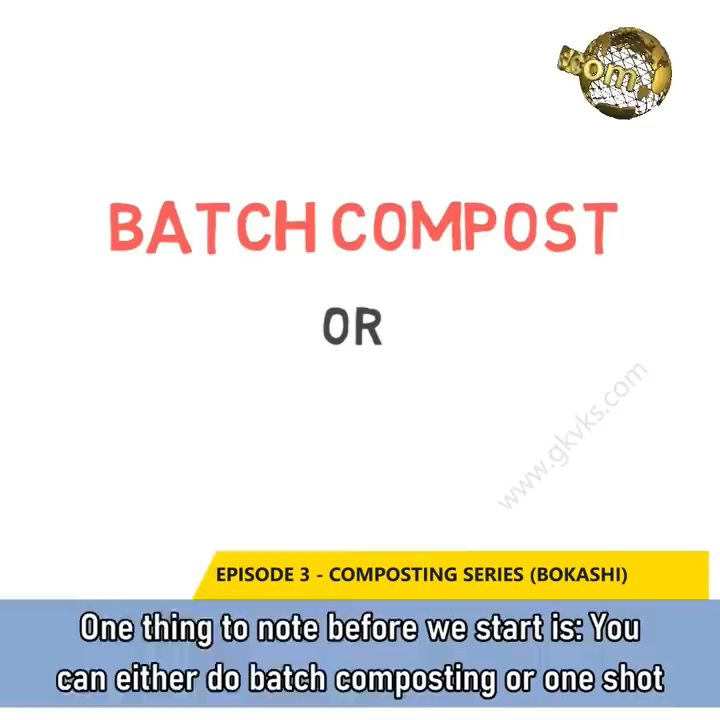 com.
BATCH COMPOST
OR
www.gkvks.com
EPISODE 3 - COMPOSTING SERIES (BOKASHI)
One thing to note before we start is: You
can either do batch composting or one shot